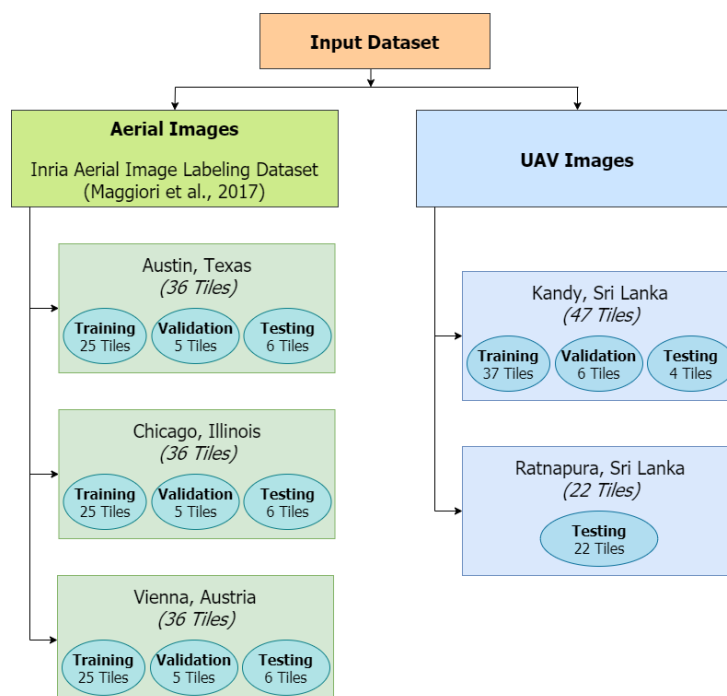 Input Dataset
Aerial Images
Inria Aerial Image Labeling Dataset
(Maggiori et al., 2017)
Austin, Texas
(36 Tiles)
Training
25 Tiles
Validation
5 Tiles
Testing
6 Tiles
Chicago, Illinois
(36 Tiles)
Training
25 Tiles
Validation
5 Tiles
Testing
6 Tiles
Vienna, Austria
(36 Tiles)
Training
25 Tiles
Validation
5 Tiles
Testing
6 Tiles
UAV Images
Kandy, Sri Lanka
(47 Tiles)
Training
37 Tiles
Validation
6 Tiles
Testing
4 Tiles
Ratnapura, Sri Lanka
(22 Tiles)
Testing
22 Tiles